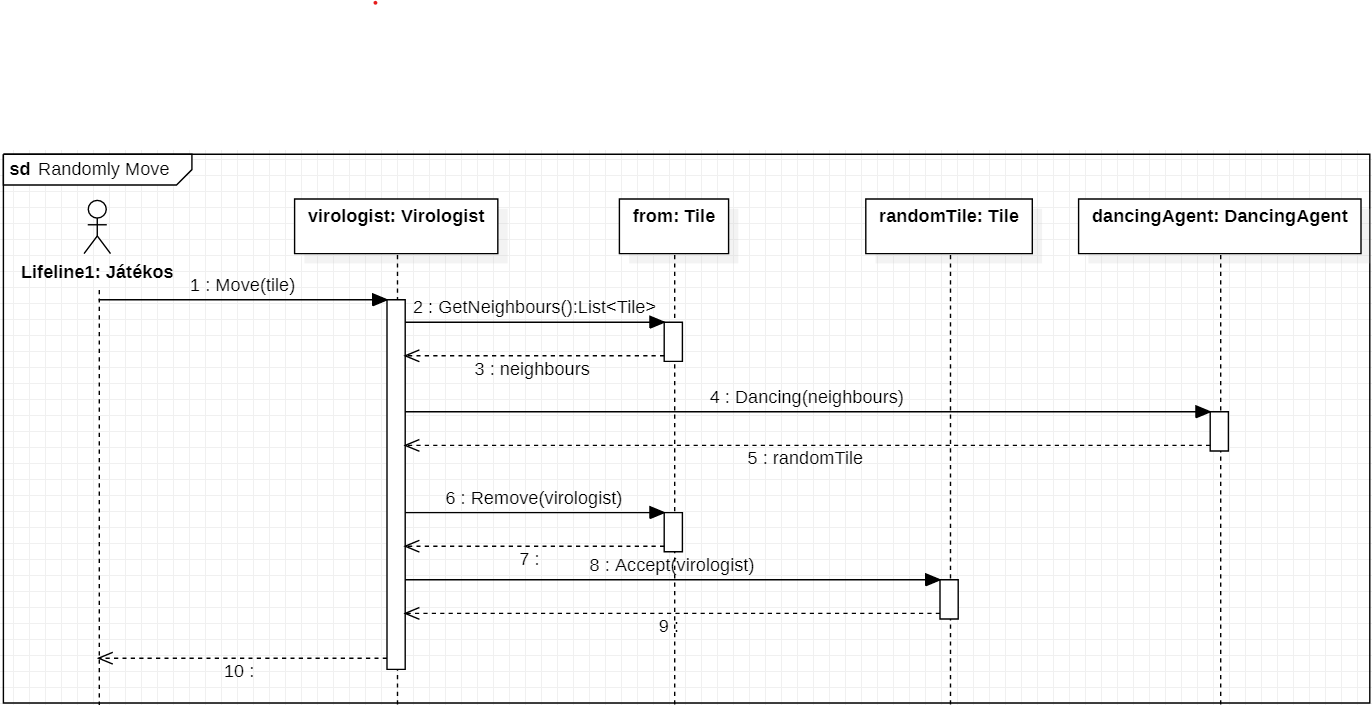 sd Randomly Move
Lifeline1: Játékos
virologist: Virologist
from: Tile
randomTile: Tile
dancingAgent: DancingAgent
1 : Move(tile)
2 : GetNeighbours():List<Tile>
3 : neighbours
4 : Dancing(neighbours)
5 : randomTile
6 : Remove(virologist)
7 :
8 : Accept(virologist)
9 :
10 :